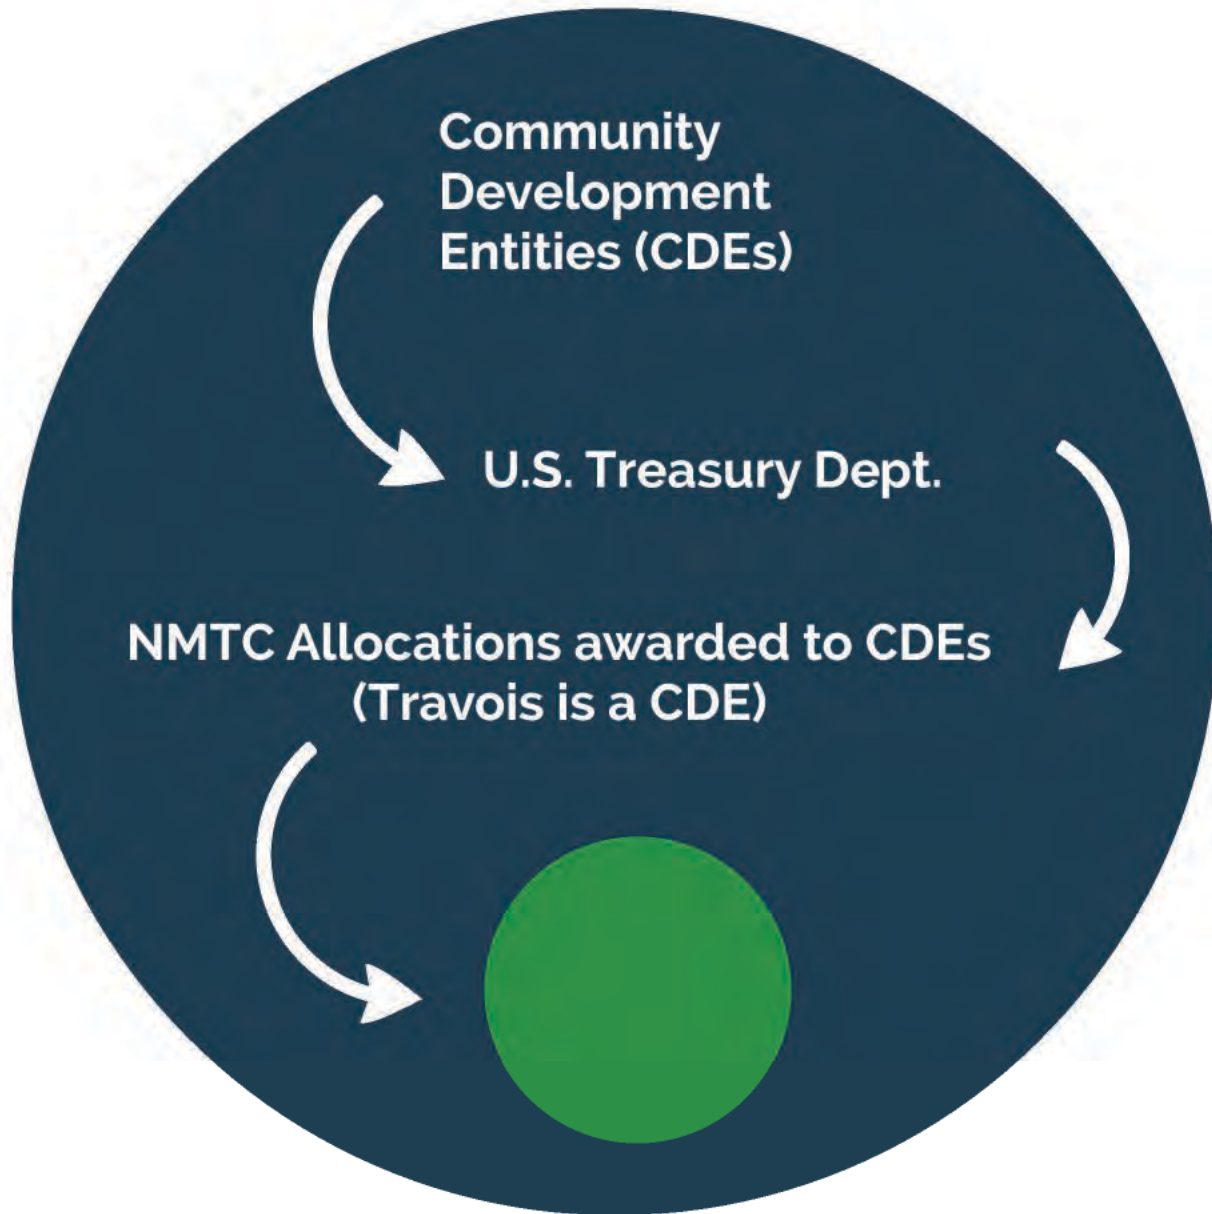 Community
Development
Entities (CDEs)
U.S. Treasury Dept.
NMTC Allocations awarded to CDEs
(Travois is a CDE)